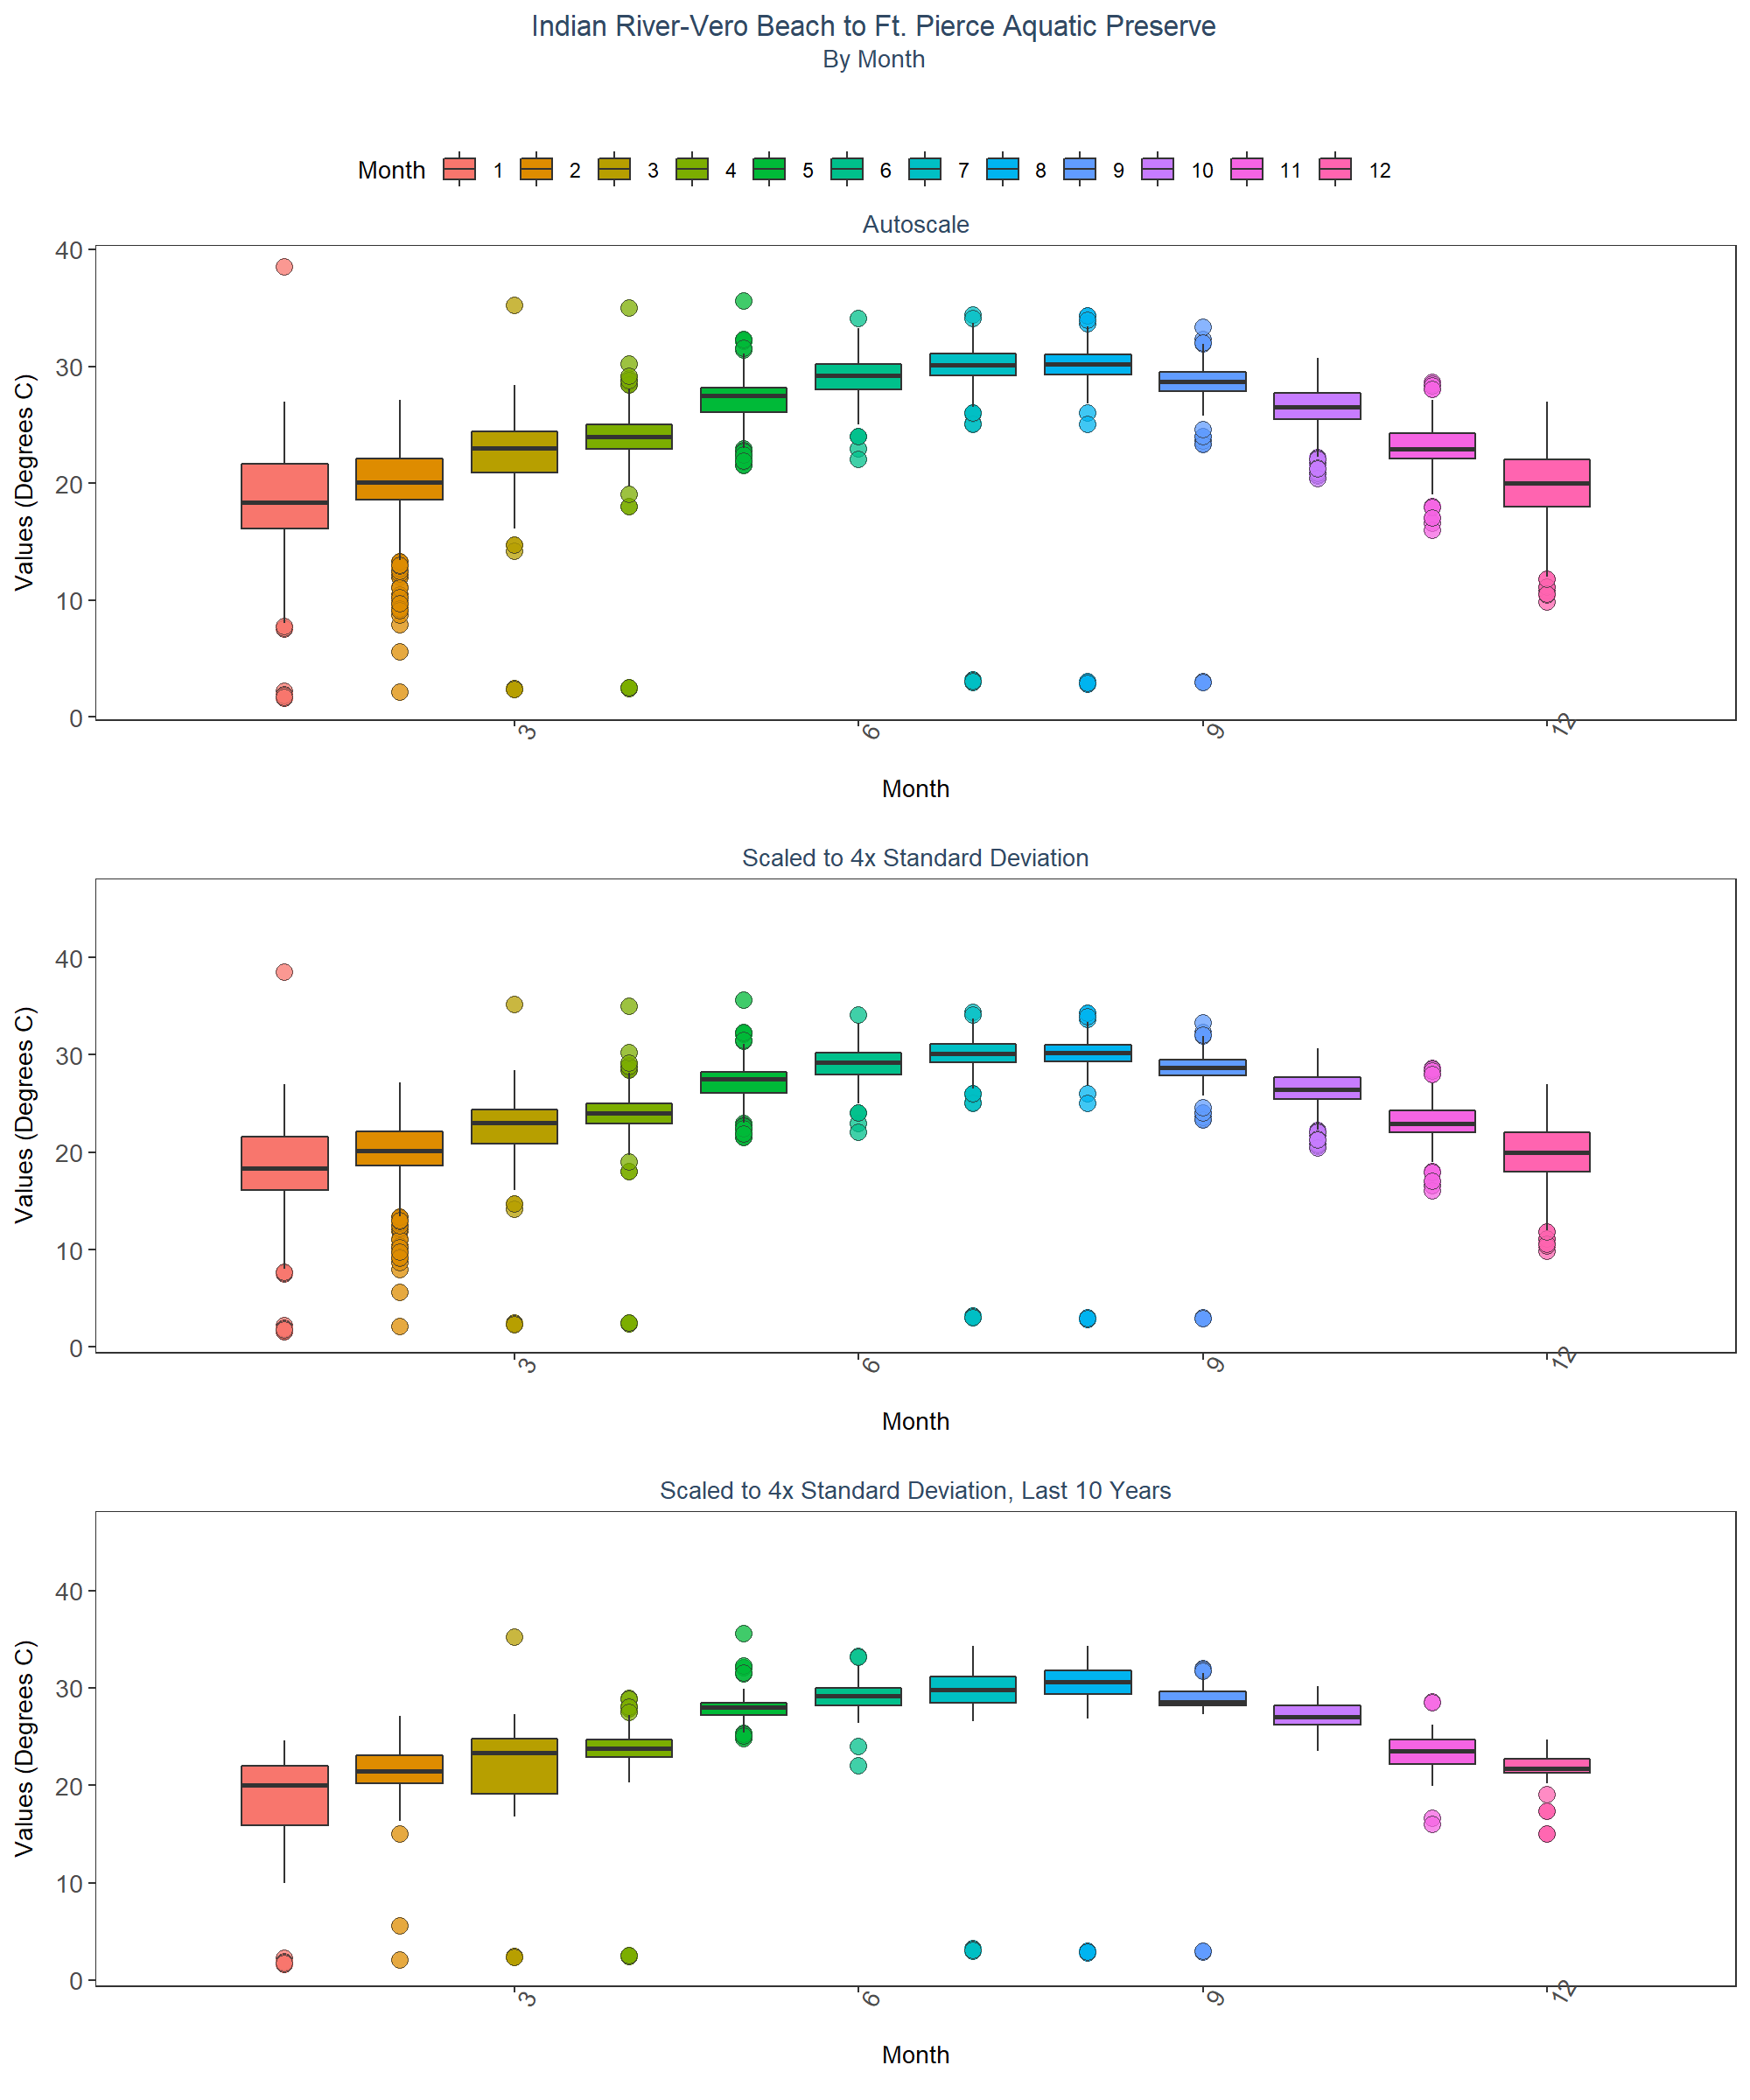 Indian River-Vero Beach to Ft. Pierce Aquatic Preserve
By Month
Month 1 2 3 4 5 6 7 8 9 10 11 12
Autoscale
Values (Degrees C)
40
30
20
10
0
3 6 9 12
Month
Scaled to 4x Standard Deviation
Values (Degrees C)
40
30
20
10
0
3 6 9 12
Month
Scaled to 4x Standard Deviation, Last 10 Years
Values (Degrees C)
40
30
20
10
0
3 6 9 12
Month